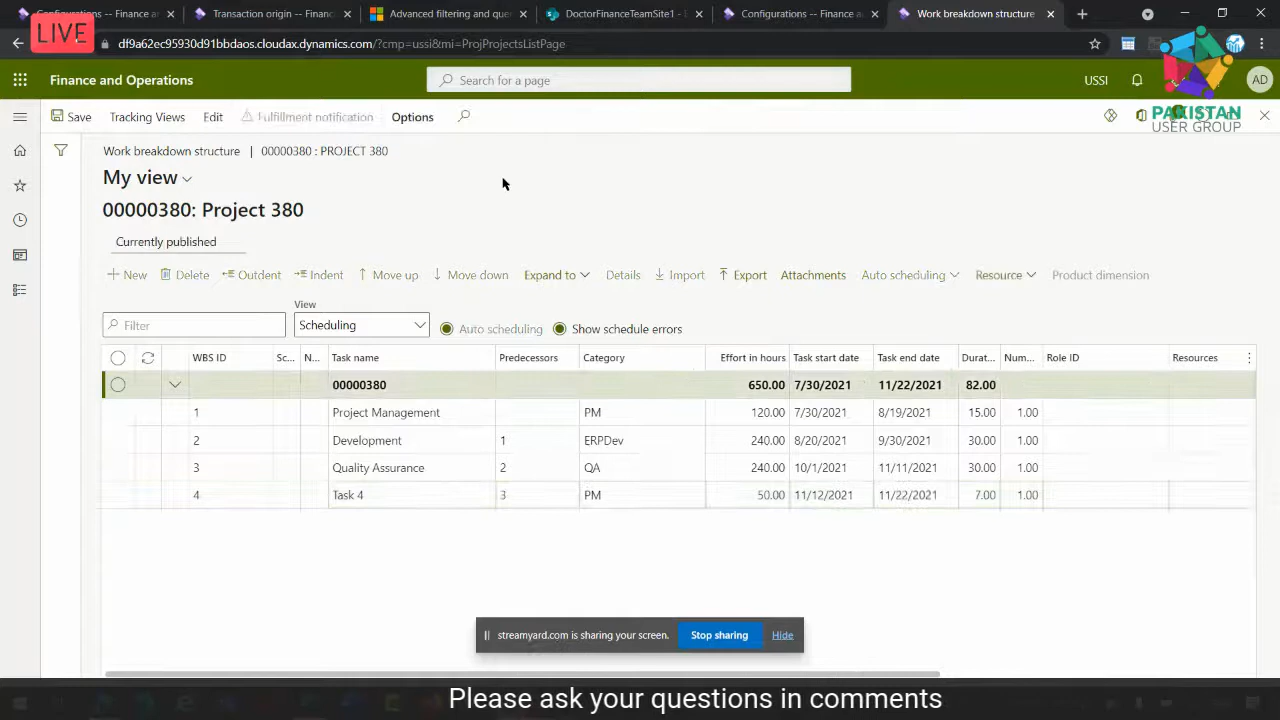 Configurations -- Finance a
Transaction origin -- Finan
Advanced filtering and que
DoctorFinanceTeamSite1 -
Configurations -- Finance a
Work breakdown structure
LIVE
df9a62ec95930d91bbdaos.cloudax.dynamics.com/?cmp=ussi&mi=ProjProjectsListPage
Finance and Operations
Search for a page
USSI
AD
PAKISTAN
USER GROUP
Save
Tracking Views
Edit
Fulfillment notification
Options
Work breakdown structure | 00000380 : PROJECT 380
My view
00000380: Project 380
Currently published
New Delete Outdent Indent Move up Move down Expand to Details Import Export Attachments Auto scheduling Resource Product dimension
View
Filter
Scheduling
Auto scheduling
Show schedule errors
WBS ID Sc... N... Task name Predecessors Category Effort in hours Task start date Task end date Durat... Num... Role ID Resources
00000380 650.00 7/30/2021 11/22/2021 82.00
1 Project Management PM 120.00 7/30/2021 8/19/2021 15.00 1.00
2 Development 1 ERPDev 240.00 8/20/2021 9/30/2021 30.00 1.00
3 Quality Assurance 2 QA 240.00 10/1/2021 11/11/2021 30.00 1.00
4 Task 4 3 PM 50.00 11/12/2021 11/22/2021 7.00 1.00
streamyard.com is sharing your screen.
Stop sharing
Hide
Please ask your questions in comments